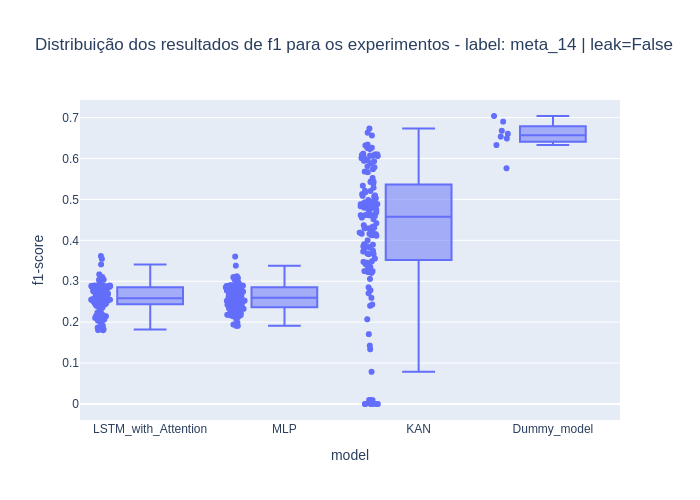 Distribuição dos resultados de f1 para os experimentos - label: meta_14 | leak=False
0.7
0.6
0.5
0.4
0.3
0.2
0.1
0
f1-score
LSTM_with_Attention
MLP
KAN
Dummy_model
model